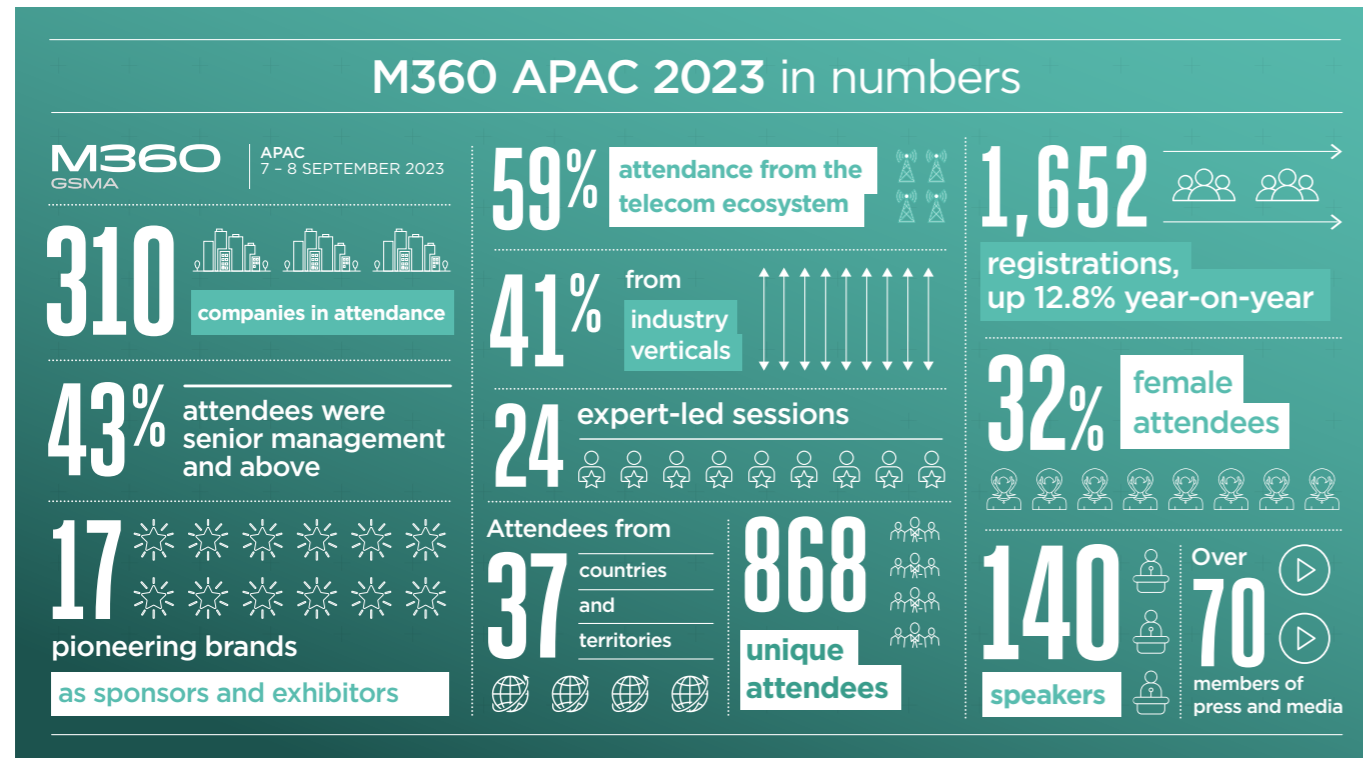 M360 APAC 2023 in numbers
M360
GSMA
APAC
7 – 8 SEPTEMBER 2023
310
companies in attendance
43%
attendees were
senior management
and above
17
pioneering brands
as sponsors and exhibitors
59%
attendance from the
telecom ecosystem
41%
from
industry
verticals
24
expert-led sessions
Attendees from
37
countries
and
territories
868
unique
attendees
1,652
registrations,
up 12.8% year-on-year
32%
female
attendees
140
speakers
Over
70
members of
press and media